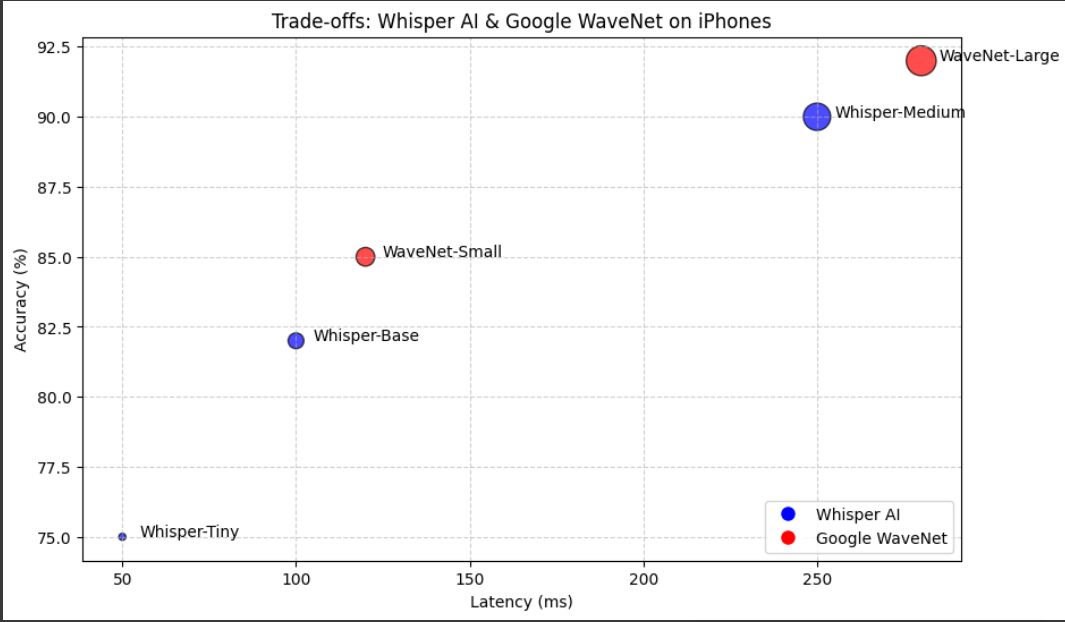 Trade-offs: Whisper AI & Google WaveNet on iPhones
92.5
90.0
87.5
85.0
82.5
80.0
77.5
75.0
Accuracy (%)
WaveNet-Large
Whisper-Medium
WaveNet-Small
Whisper-Base
Whisper-Tiny
Whisper AI
Google WaveNet
50
100
150
200
250
Latency (ms)